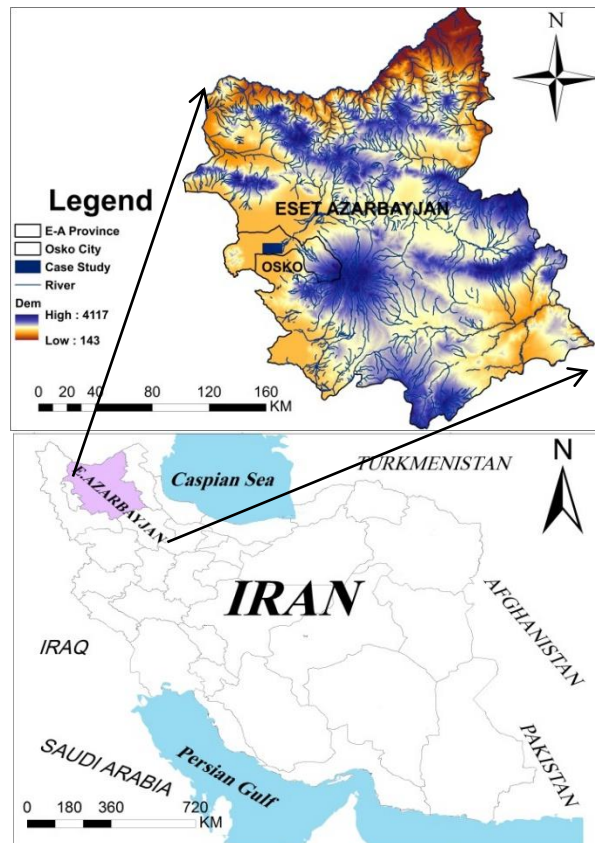 N
Legend
E-A Province
Osko City
Case Study
River
Dem
High : 4117
Low : 143
ESET AZARBAYJAN
OSKO
0 20 40 80 120 160
KM
N
Caspian Sea
TURKMENISTAN
E.AZARBAYJAN
IRAN
AFGHANISTAN
IRAQ
PAKISTAN
SAUDI ARABIA
Persian Gulf
0 180 360 720
KM